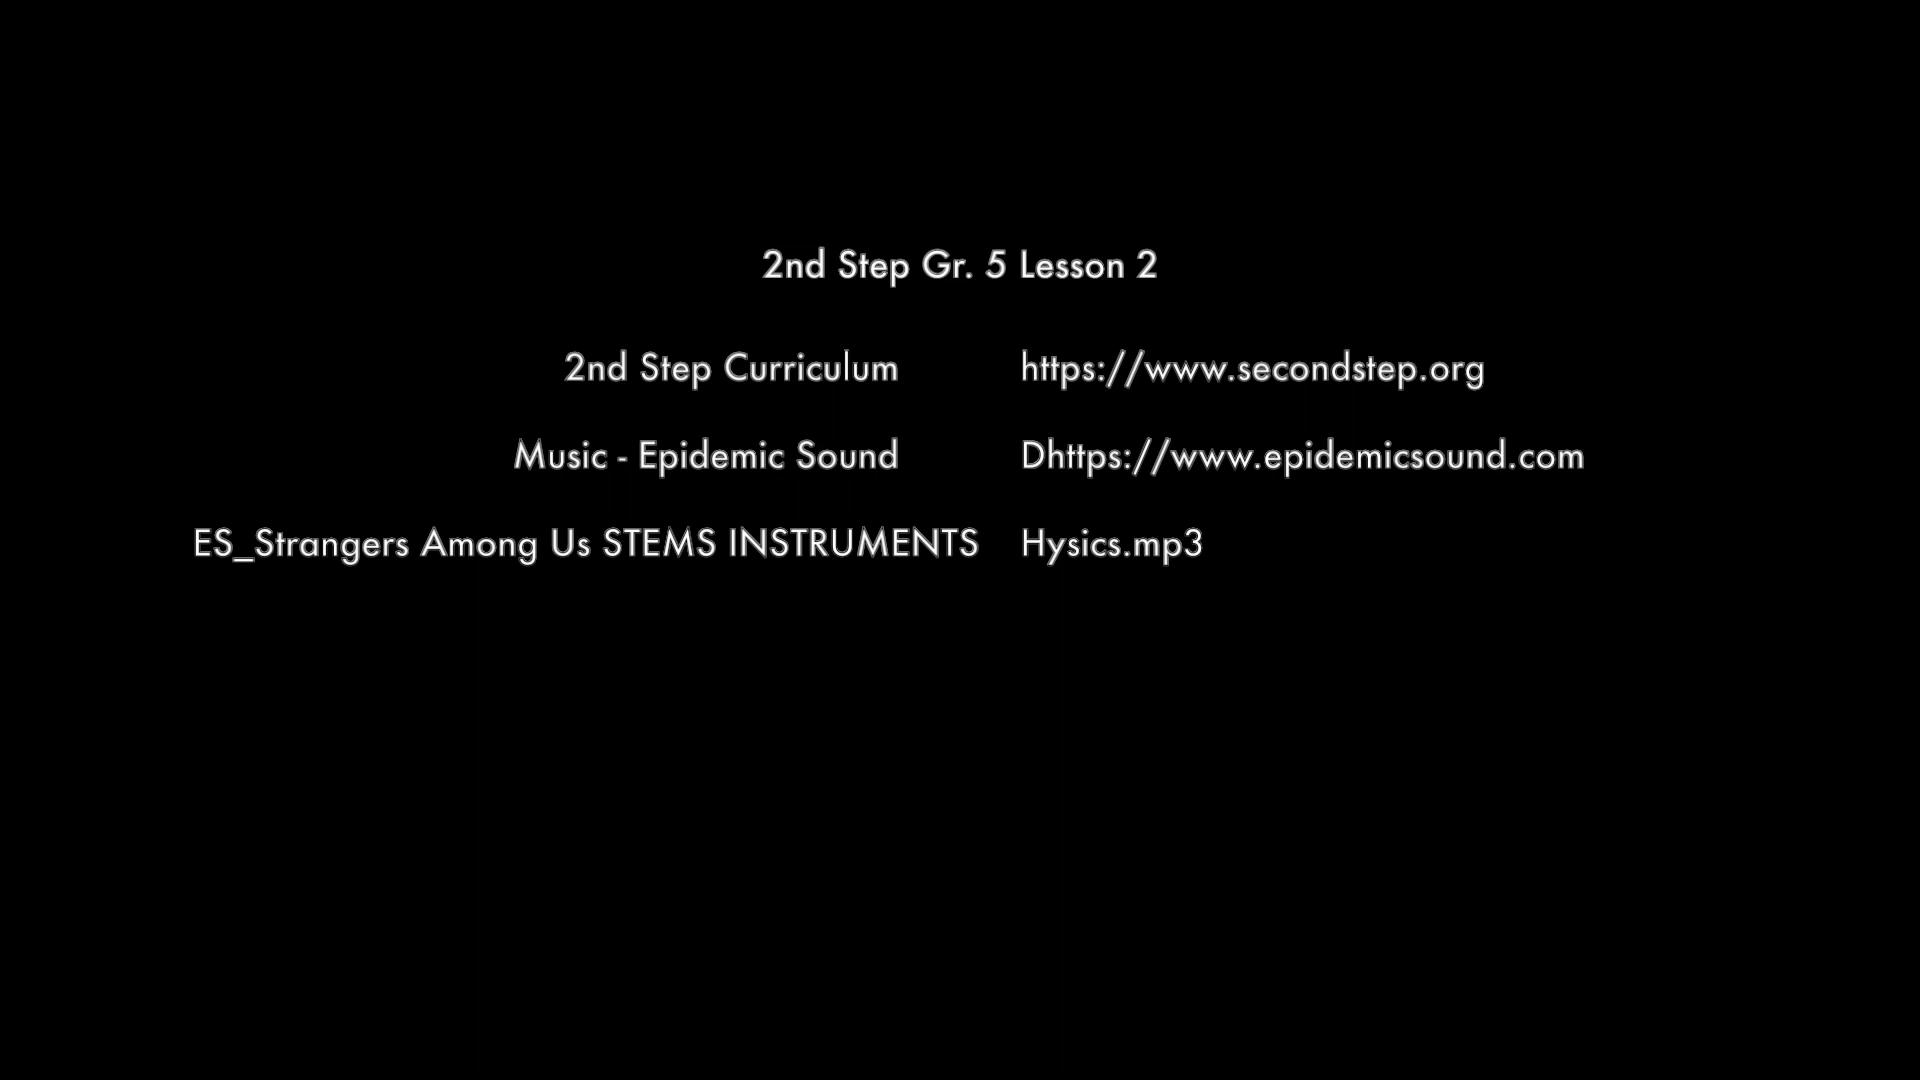 2nd Step Gr. 5 Lesson 2
2nd Step Curriculum https://www.secondstep.org
Music - Epidemic Sound Dhttps://www.epidemicsound.com
ES_Strangers Among Us STEMS INSTRUMENTS Hysics.mp3